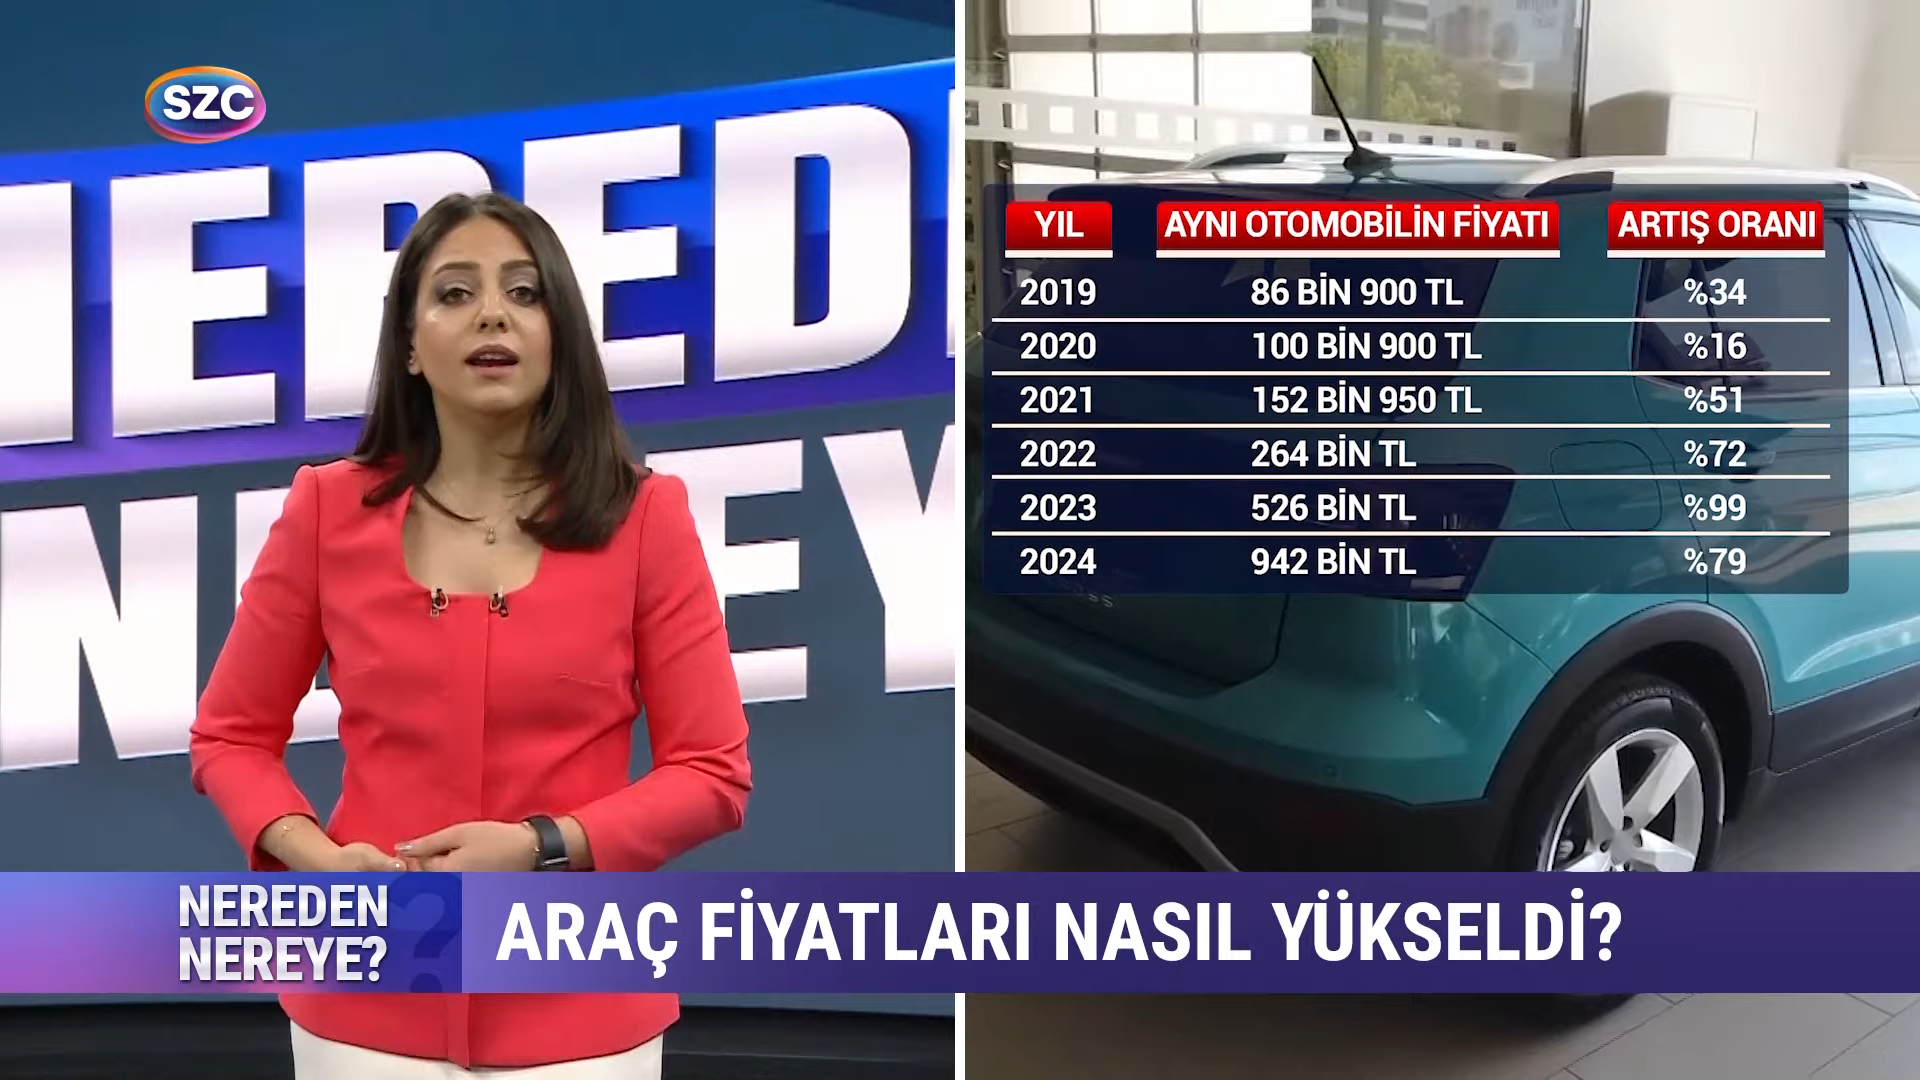 SZC
NEREDE
NEREYE
YIL AYNI OTOMOBİLİN FİYATI ARTIŞ ORANI
2019 86 BİN 900 TL %34
2020 100 BİN 900 TL %16
2021 152 BİN 950 TL %51
2022 264 BİN TL %72
2023 526 BİN TL %99
2024 942 BİN TL %79
NEREDEN
NEREYE?
ARAÇ FİYATLARI NASIL YÜKSELDİ?